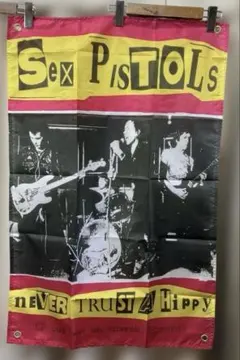 Sex PiSTOLS
neVER TRUST A Hippy